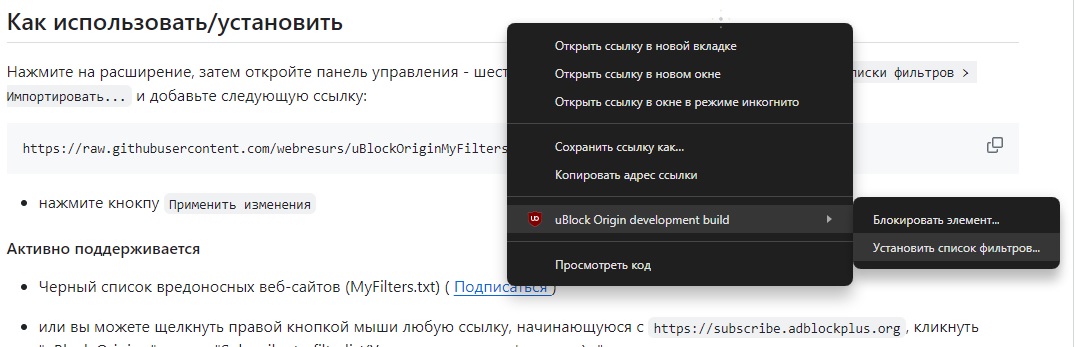 Как использовать/установить
Нажмите на расширение, затем откройте панель управления - шест
иски фильтров >
Импортировать... и добавьте следующую ссылку:
https://raw.githubusercontent.com/webresurs/uBlockOriginMyFilters
нажмите кнокпу Применить изменения
Активно поддерживается
Черный список вредоносных веб-сайтов (MyFilters.txt) ( Подписаться )
или вы можете щелкнуть правой кнопкой мыши любую ссылку, начинающуюся с https://subscribe.adblockplus.org, кликнуть
Открыть ссылку в новой вкладке
Открыть ссылку в новом окне
Открыть ссылку в окне в режиме инкогнито
Сохранить ссылку как...
Копировать адрес ссылки
uBlock Origin development build
Просмотреть код
Блокировать элемент...
Установить список фильтров...